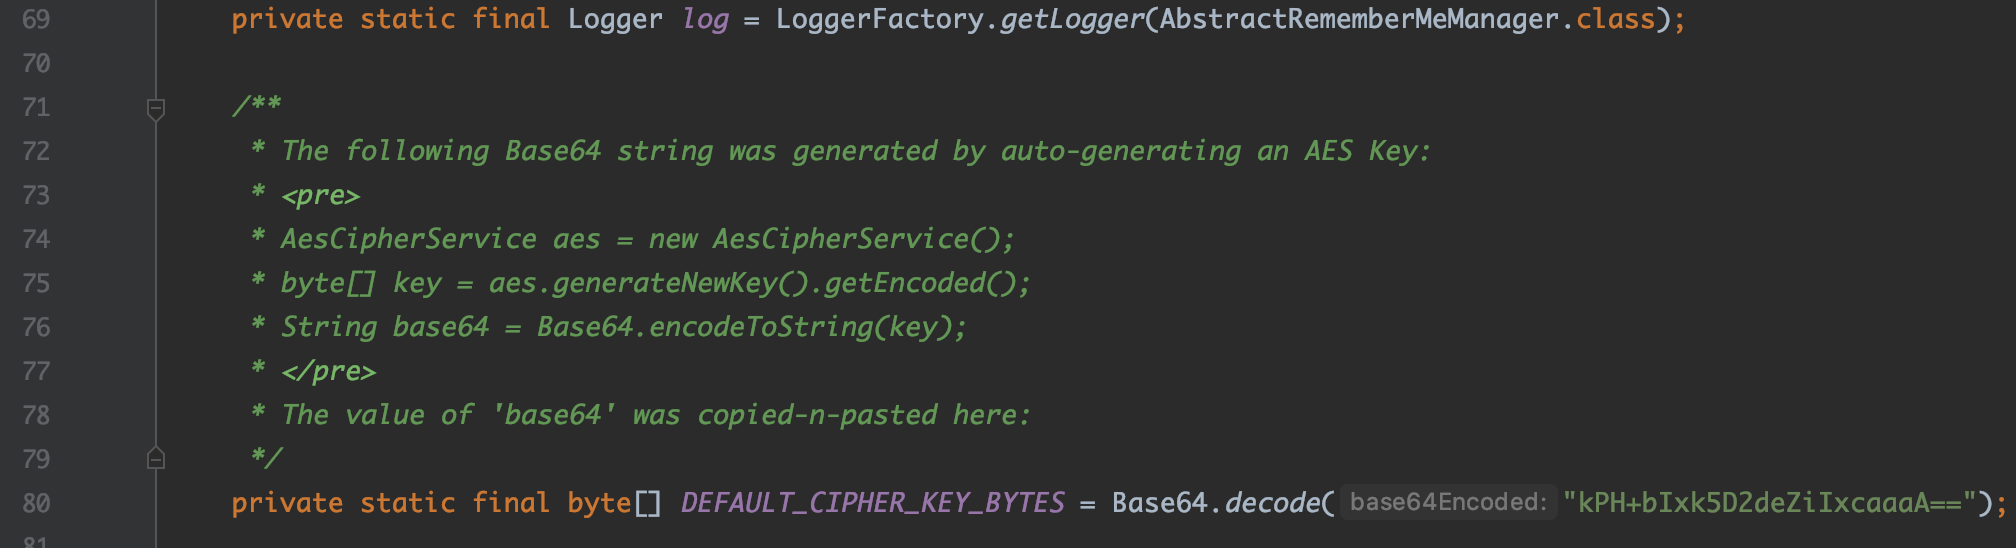 69 private static final Logger log = LoggerFactory.getLogger(AbstractRememberMeManager.class);
70
71 /**
72 * The following Base64 string was generated by auto-generating an AES Key:
73 * <pre>
74 * AesCipherService aes = new AesCipherService();
75 * byte[] key = aes.generateNewKey().getEncoded();
76 * String base64 = Base64.encodeToString(key);
77 * </pre>
78 * The value of 'base64' was copied-n-pasted here:
79 */
80 private static final byte[] DEFAULT_CIPHER_KEY_BYTES = Base64.decode( base64Encoded: "kPH+bIxk5D2deZiIxcaaaA==");
81